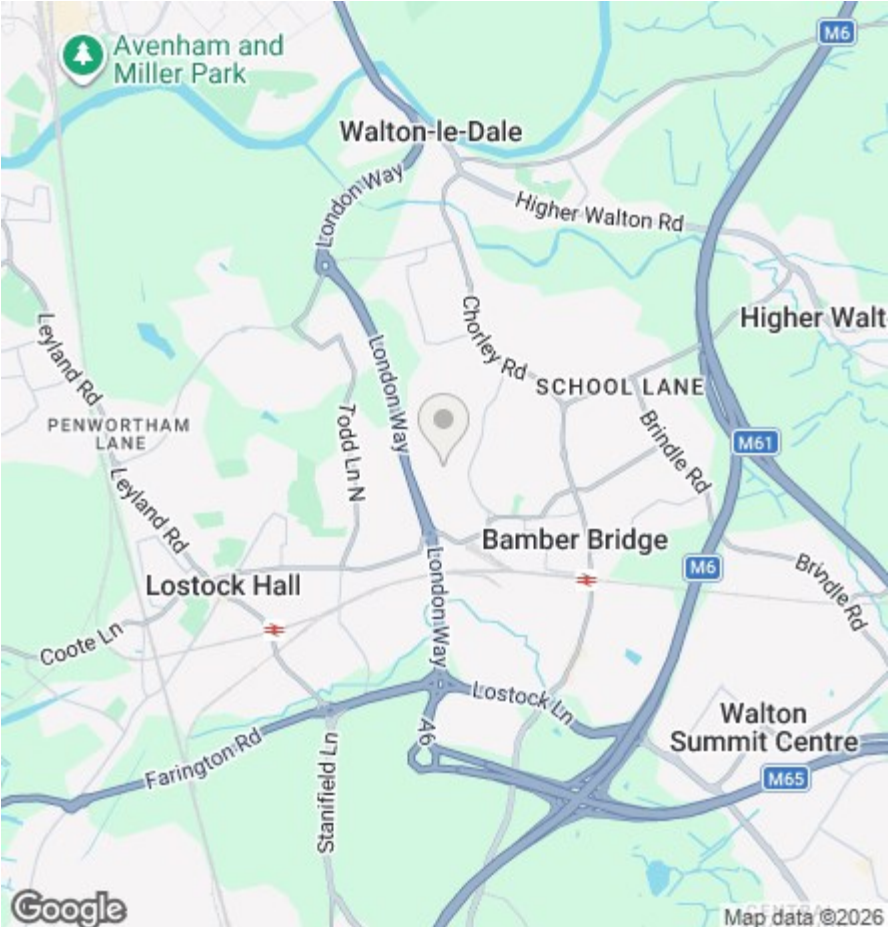 M6
Avenham and
Miller Park
Walton-le-Dale
London Way
Higher Walton Rd
Leyland Rd
Chorley Rd
Higher Walt
London Way
SCHOOL LANE
PENWORTHAM
LANE
Todd Ln N
Brindle Rd
M61
Leyland Rd
Bamber Bridge
M6
London Way
Brindle Rd
Lostock Hall
Coote Ln
Lostock Ln
Walton
Summit Centre
A6
Farington Rd
Stanifield Ln
M65
Google
Map data ©2026